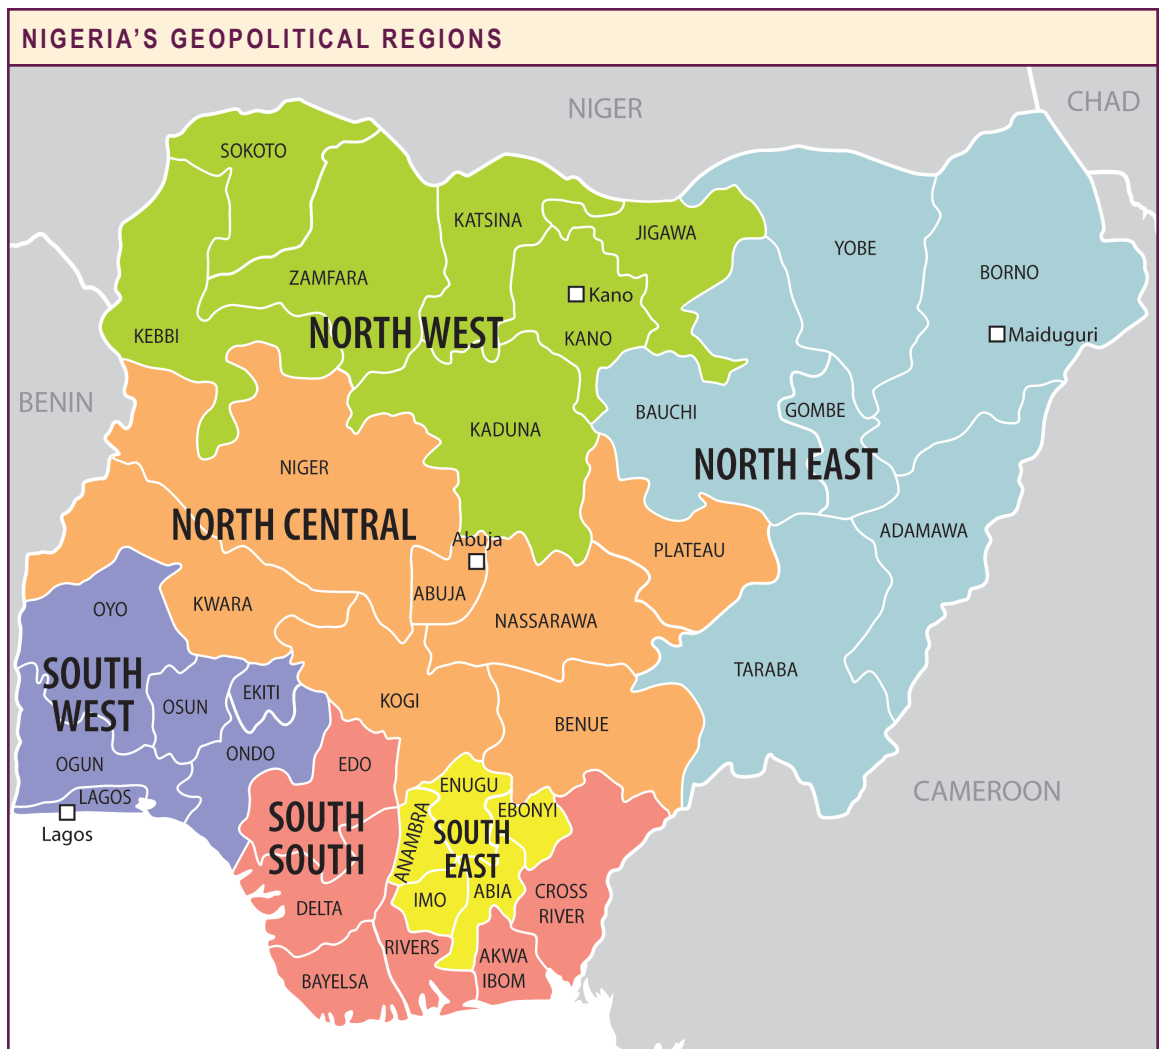 NIGERIA'S GEOPOLITICAL REGIONS
NIGER
CHAD
SOKOTO
KATSINA
JIGAWA
YOBE
BORNO
ZAMFARA
Kano
KEBBI
NORTH WEST
KANO
Maiduguri
BENIN
BAUCHI
GOMBE
KADUNA
NIGER
NORTH EAST
NORTH CENTRAL
ADAMAWA
Abuja
PLATEAU
ABUJA
OYO
KWARA
NASSARAWA
SOUTH
WEST
TARABA
EKITI
OSUN
KOGI
BENUE
ONDO
OGUN
EDO
ENUGU
CAMEROON
LAGOS
EBONYI
Lagos
SOUTH
SOUTH
ANAMBRA
SOUTH
EAST
IMO
ABIA
CROSS
RIVER
DELTA
RIVERS
AKWA
IBOM
BAYELSA